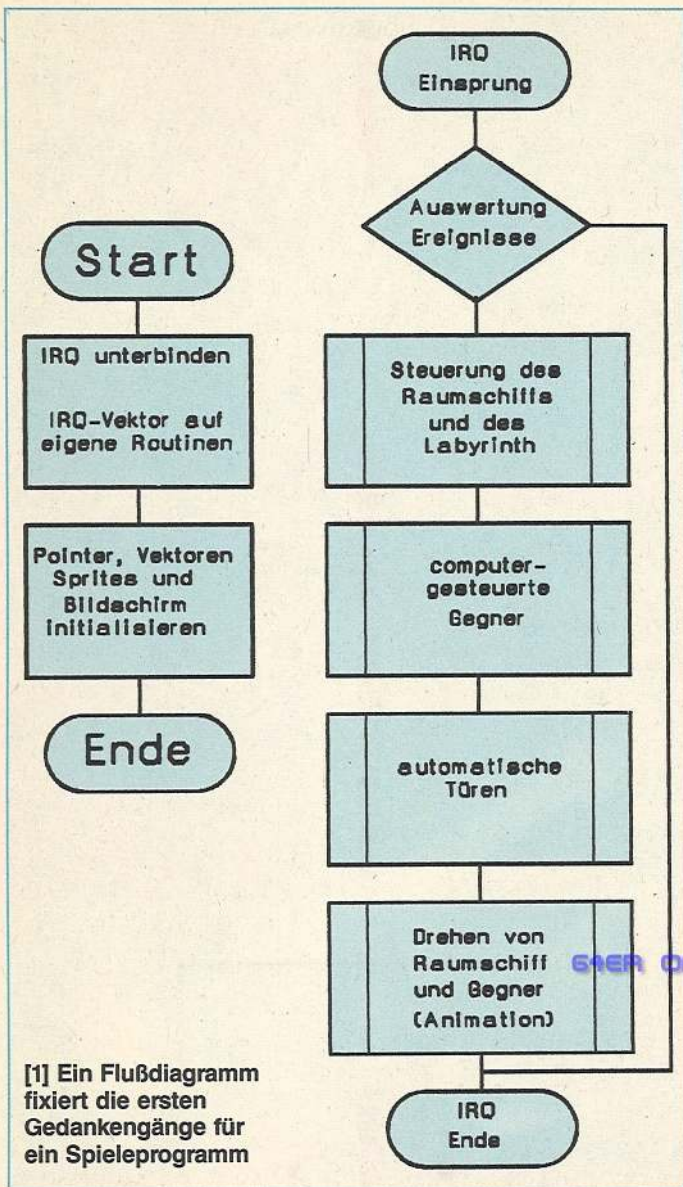 Start
IRQ unterbinden
IRQ-Vektor auf
eigene Routinen
Pointer, Vektoren
Sprites und
Bildschirm
initialisieren
Ende
IRQ
Einsprung
Auswertung
Ereignisse
Steuerung des
Raumschiffs
und des
Labyrinth
computer-
gesteuerte
Gegner
automatische
Türen
Drehen von
Raumschiff
und Gegner
(Animation)
IRQ
Ende
64ER O
[1] Ein Flußdiagramm
fixiert die ersten
Gedankengänge für
ein Spieleprogramm